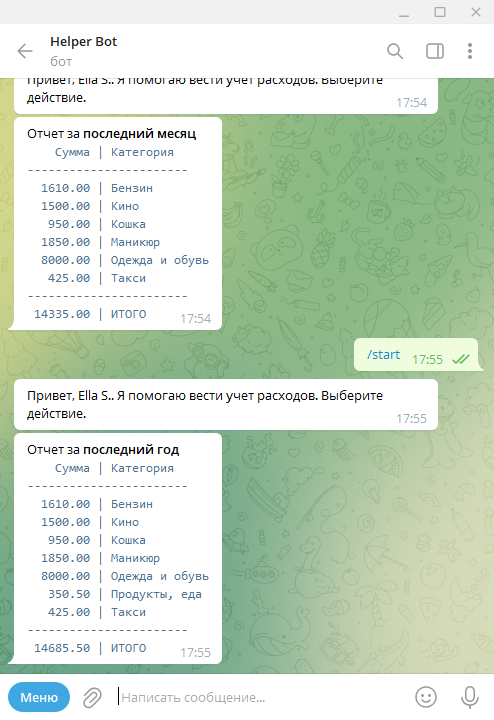 Helper Bot
бот
Привет, Ella S.. Я помогаю вести учет расходов. Выберите
действие.
17:54
Отчет за последний месяц
Сумма | Категория
-----------------------
1610.00 | Бензин
1500.00 | Кино
950.00 | Кошка
1850.00 | Маникюр
8000.00 | Одежда и обувь
425.00 | Такси
-----------------------
14335.00 | ИТОГО
17:54
/start 17:55
Привет, Ella S.. Я помогаю вести учет расходов. Выберите
действие.
17:55
Отчет за последний год
Сумма | Категория
-----------------------
1610.00 | Бензин
1500.00 | Кино
950.00 | Кошка
1850.00 | Маникюр
8000.00 | Одежда и обувь
350.50 | Продукты, еда
425.00 | Такси
-----------------------
14685.50 | ИТОГО
17:55
Меню
Написать сообщение...